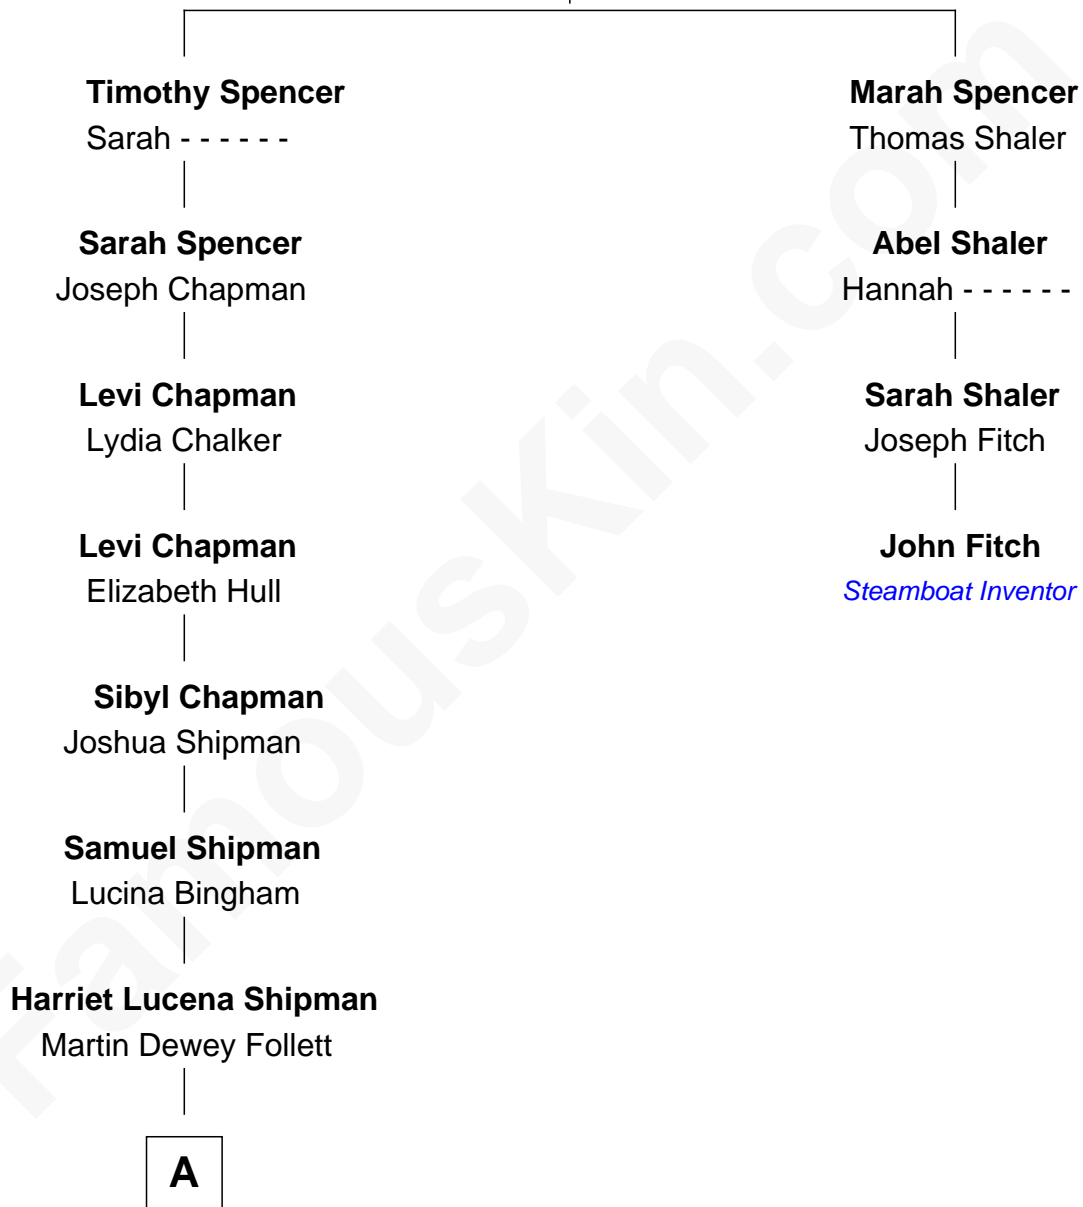 Timothy Spencer
Sarah - - - - - -
Sarah Spencer
Joseph Chapman
Levi Chapman
Lydia Chalker
Levi Chapman
Elizabeth Hull
Sibyl Chapman
Joshua Shipman
Samuel Shipman
Lucina Bingham
Harriet Lucena Shipman
Martin Dewey Follett
A
Marah Spencer
Thomas Shaler
Abel Shaler
Hannah - - - - - -
Sarah Shaler
Joseph Fitch
John Fitch
Steamboat Inventor
FamousKin.com